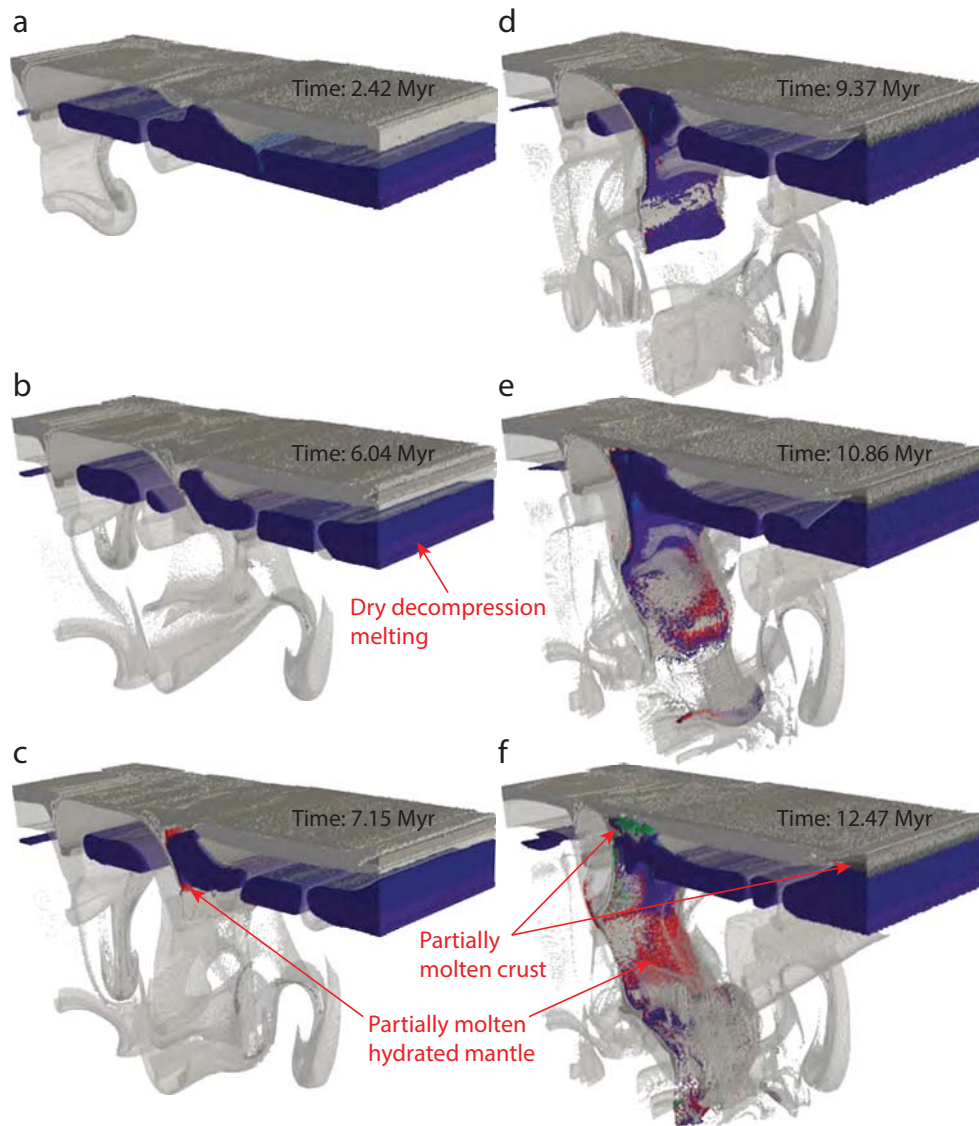 a
Time: 2.42 Myr
b
Time: 6.04 Myr
Dry decompression
melting
c
Time: 7.15 Myr
d
Time: 9.37 Myr
e
Time: 10.86 Myr
f
Time: 12.47 Myr
Partially
molten crust
Partially molten
hydrated mantle